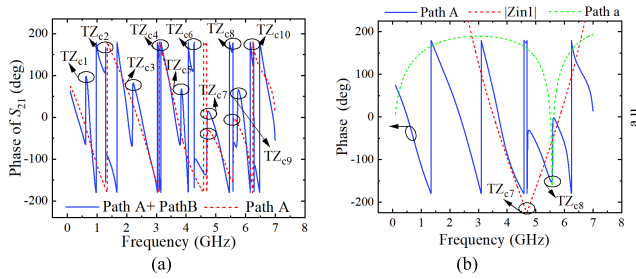 (a)
TZc2 TZc4 TZc6 TZc8 TZc10
200
TZc1
100
TZc3 TZc5 TZc7
0
-100
TZc9
-200
Path A+ PathB Path A
0 1 2 3 4 5 6 7 8
Frequency (GHz)
Phase of S21 (deg)
(a)
(b)
Path A |Zin1| Path a
200
100
0
-100
-200
TZc7
TZc8
0 1 2 3 4 5 6 7 8
Frequency (GHz)
Phase (deg)
(b)